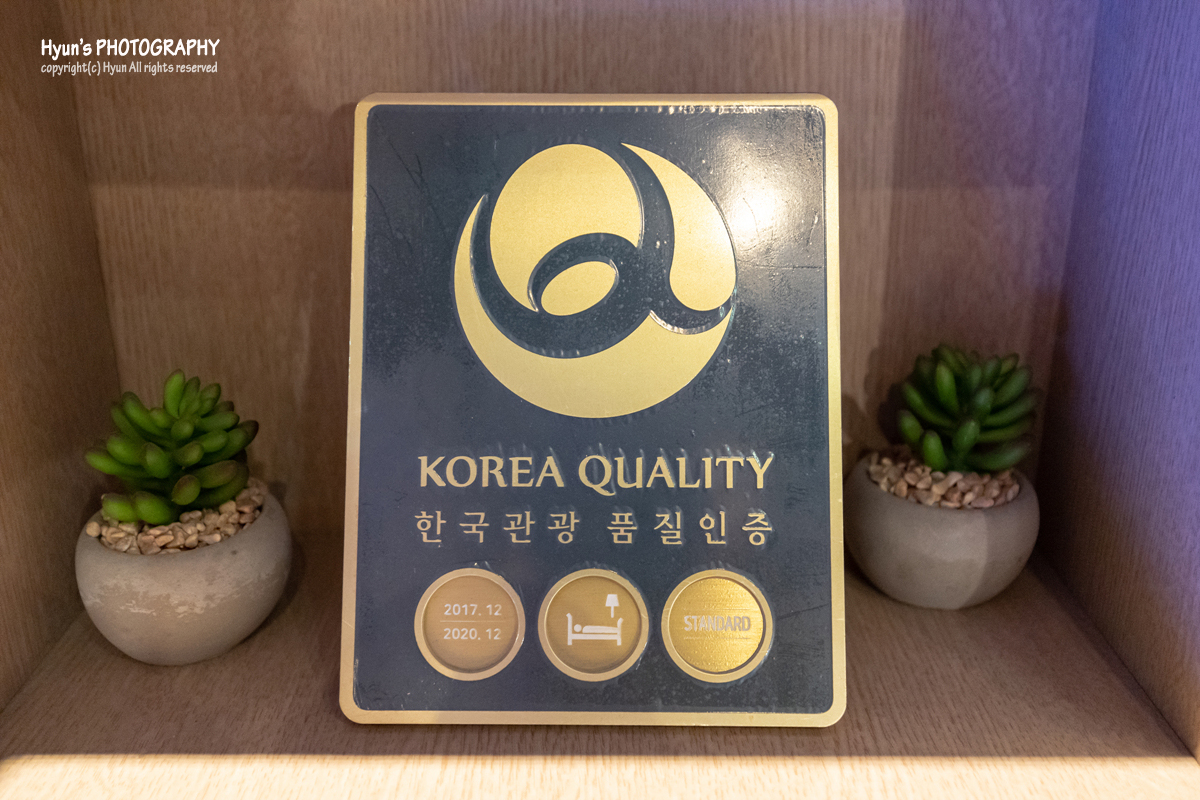 Hyun's PHOTOGRAPHY
copyright(c) Hyun All rights reserved
KOREA QUALITY
한국관광 품질인증
2017. 12
2020. 12
STANDARD